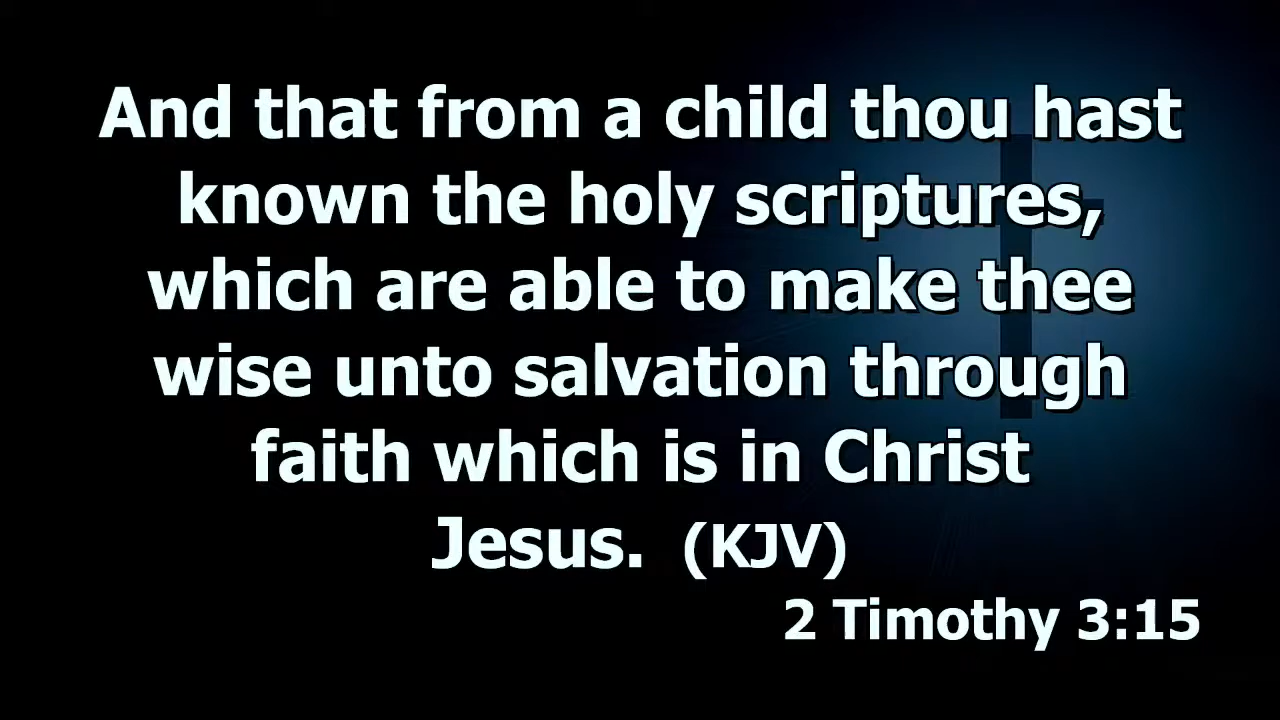 And that from a child thou hast
known the holy scriptures,
which are able to make thee
wise unto salvation through
faith which is in Christ
Jesus. (KJV)
2 Timothy 3:15